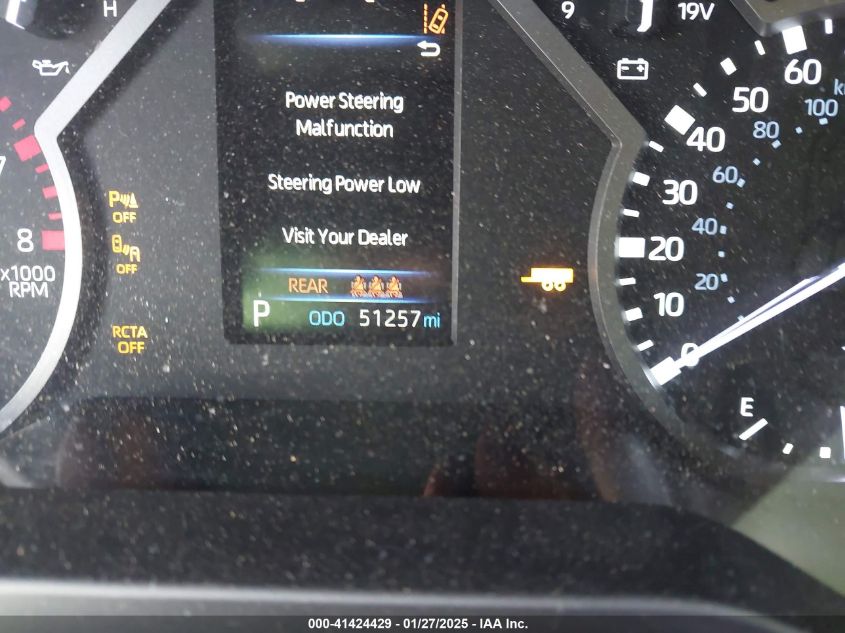 H
9
19V
Power Steering
Malfunction
Steering Power Low
Visit Your Dealer
REAR
P
ODO 51257 mi
P
OFF
A
OFF
RCTA
OFF
7
8
x1000
RPM
60
50
40
30
20
10
0
100
80
60
40
20
E
000-41424429 - 01/27/2025 - IAA Inc.